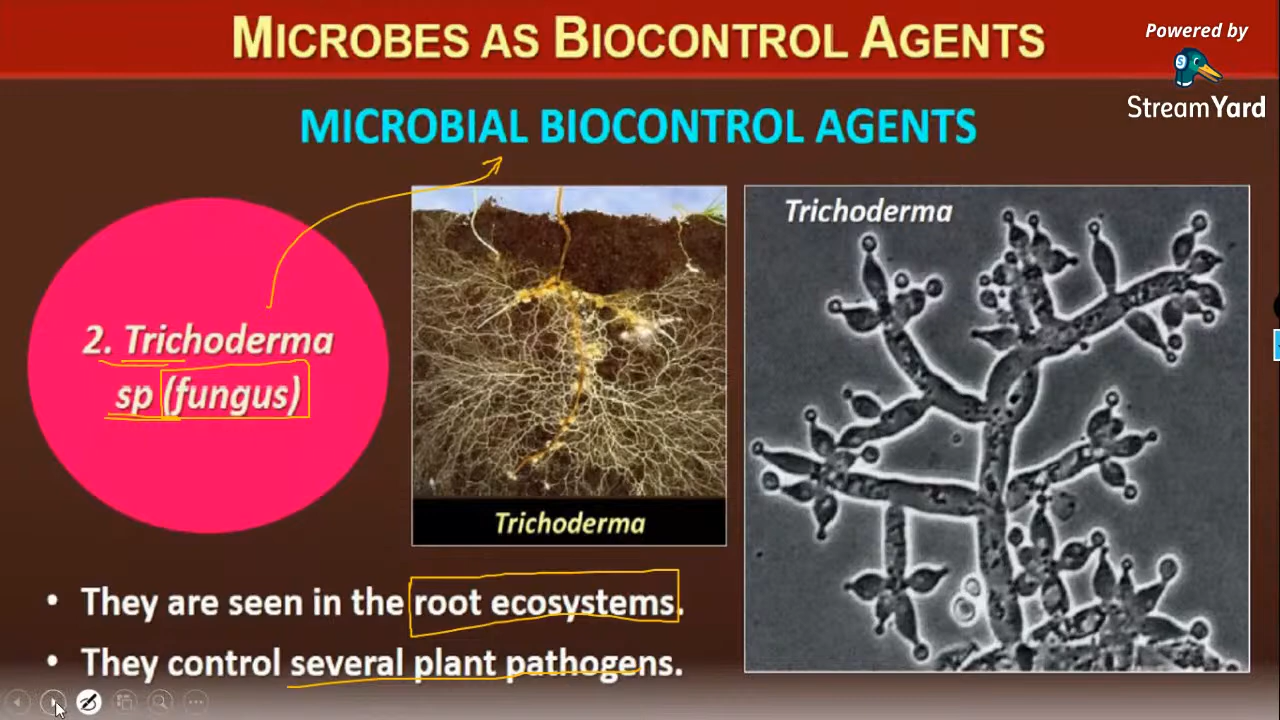 MICROBES AS BIOCONTROL AGENTS
Powered by
StreamYard
MICROBIAL BIOCONTROL AGENTS
2. Trichoderma
sp (fungus)
Trichoderma
Trichoderma
• They are seen in the root ecosystems.
• They control several plant pathogens.